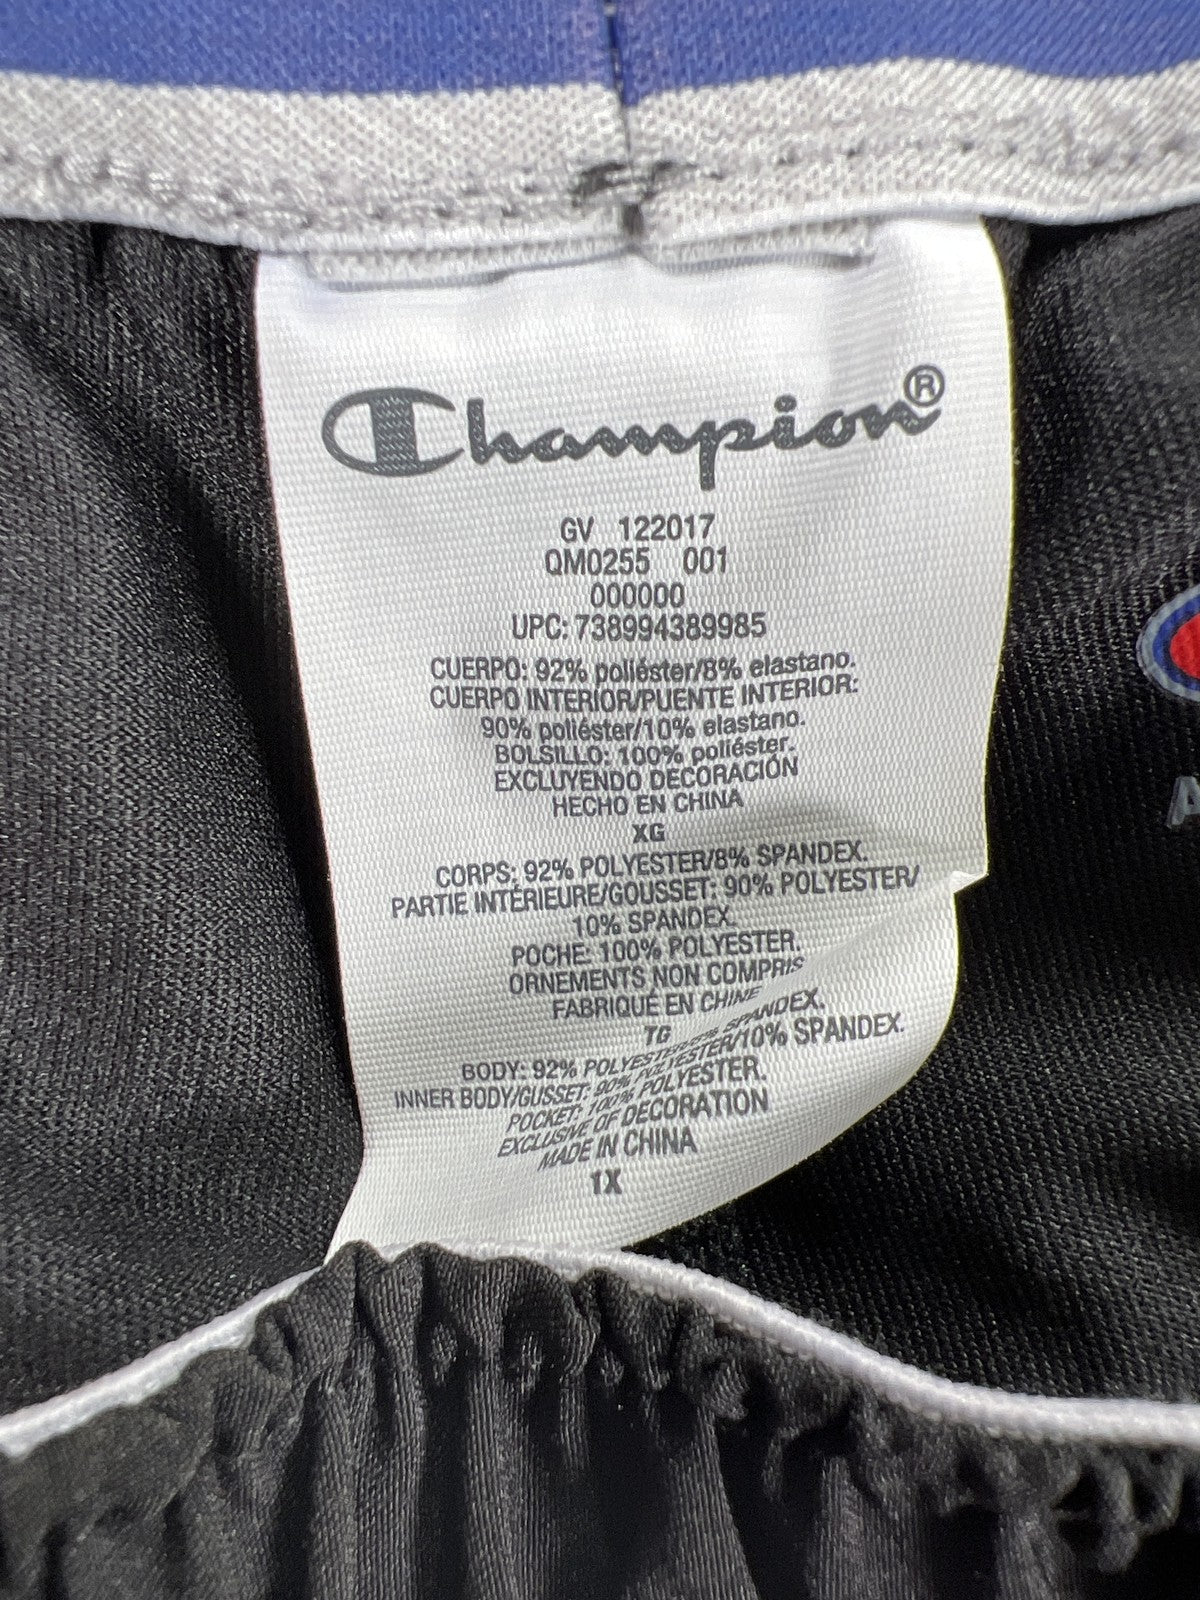 Champion®
GV 122017
QM0255 001
000000
UPC: 738994389985
CUERPO: 92% poliéster/8% elastano.
CUERPO INTERIOR/PUENTE INTERIOR:
90% poliéster/10% elastano.
BOLSILLO: 100% poliéster.
EXCLUYENDO DECORACIÓN
HECHO EN CHINA
XG
CORPS: 92% POLYESTER/8% SPANDEX.
PARTIE INTÉRIEURE/GOUSSET: 90% POLYESTER/
10% SPANDEX.
POCHE: 100% POLYESTER.
ORNEMENTS NON COMPRIS
FABRIQUÉ EN CHINE
TG
BODY: 92% POLYESTER/8% SPANDEX.
INNER BODY/GUSSET: 90% POLYESTER/10% SPANDEX.
POCKET: 100% POLYESTER.
EXCLUSIVE OF DECORATION
MADE IN CHINA
1X